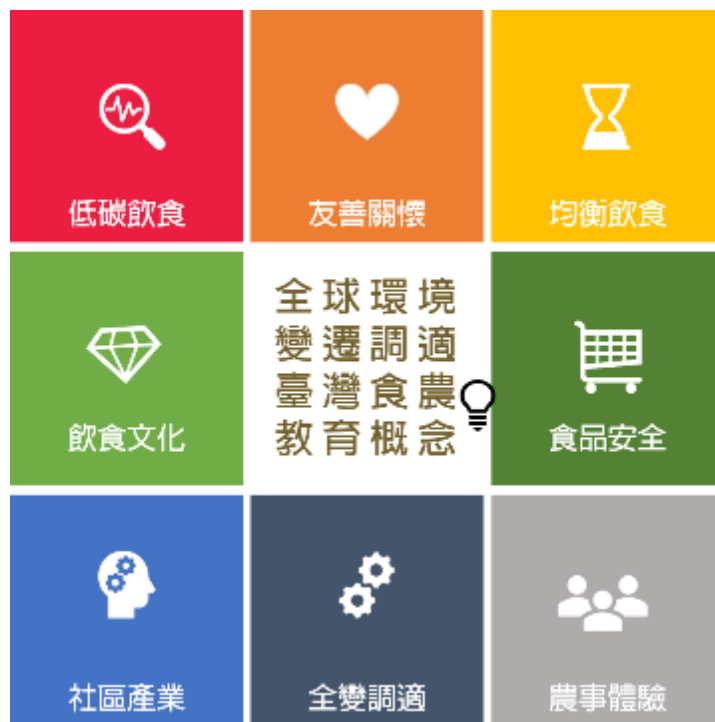 低碳飲食
友善關懷
均衡飲食
飲食文化
全球環境
變遷調適
臺灣食農
教育概念
食品安全
社區產業
全變調適
農事體驗